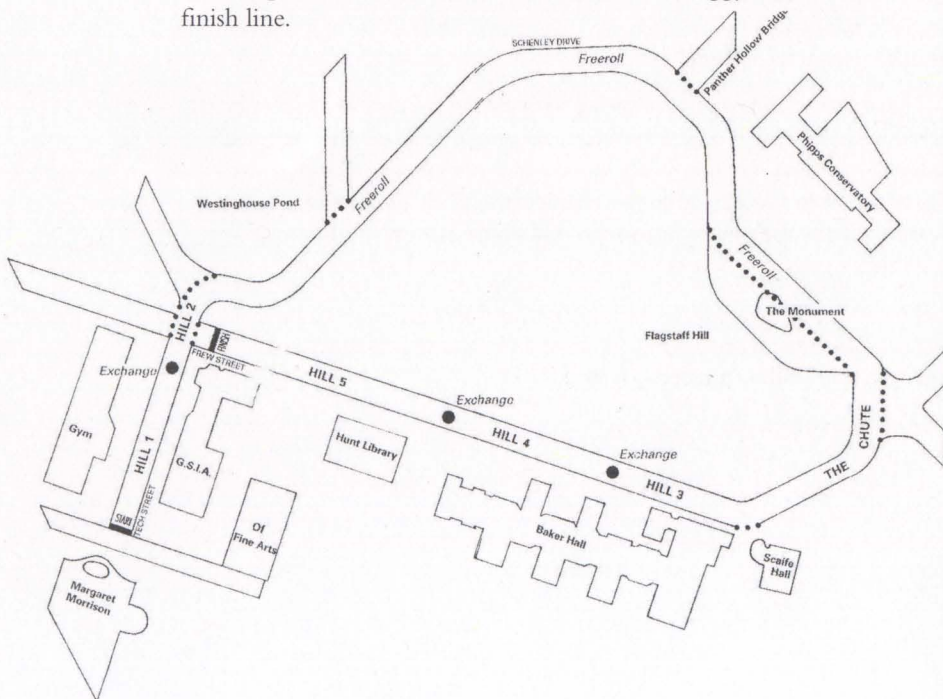 finish line.
SCHENLEY DRIVE
Freeroll
Panther Hollow Bridge
Phipps Conservatory
Westinghouse Pond
Freeroll
Freeroll
The Monument
Flagstaff Hill
HILL 2
FINISH
FREW STREET
Exchange
HILL 5
Exchange
Gym
HILL 1
G.S.I.A.
Hunt Library
HILL 4
Exchange
HILL 3
THE CHUTE
START
TECH STREET
Of
Fine Arts
Baker Hall
Scaife
Hall
Margaret
Morrison